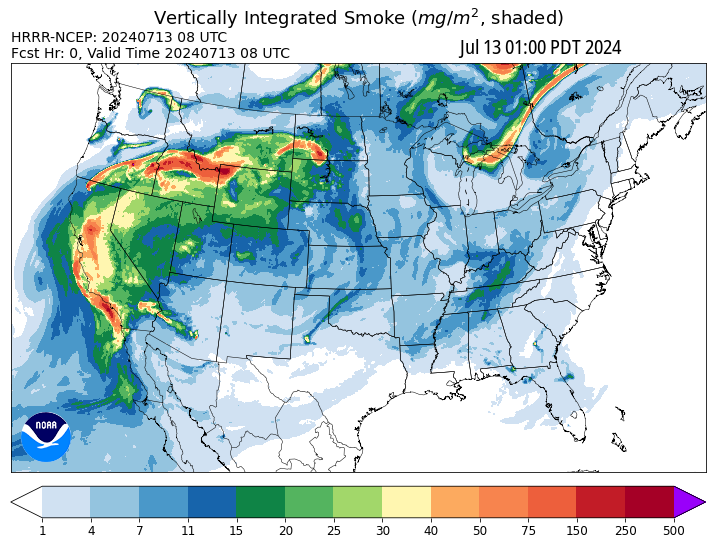 Vertically Integrated Smoke (mg/m², shaded)
HRRR-NCEP: 20240713 08 UTC
Fcst Hr: 0, Valid Time 20240713 08 UTC
Jul 13 01:00 PDT 2024
NOAA
1 4 7 11 15 20 25 30 40 50 75 150 250 500